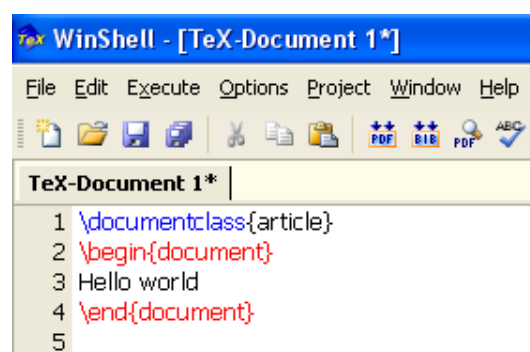 TeX WinShell - [TeX-Document 1*]
File Edit Execute Options Project Window Help
PDF BIB PDF ABC
TeX-Document 1*
1 \documentclass{article}
2 \begin{document}
3 Hello world
4 \end{document}
5